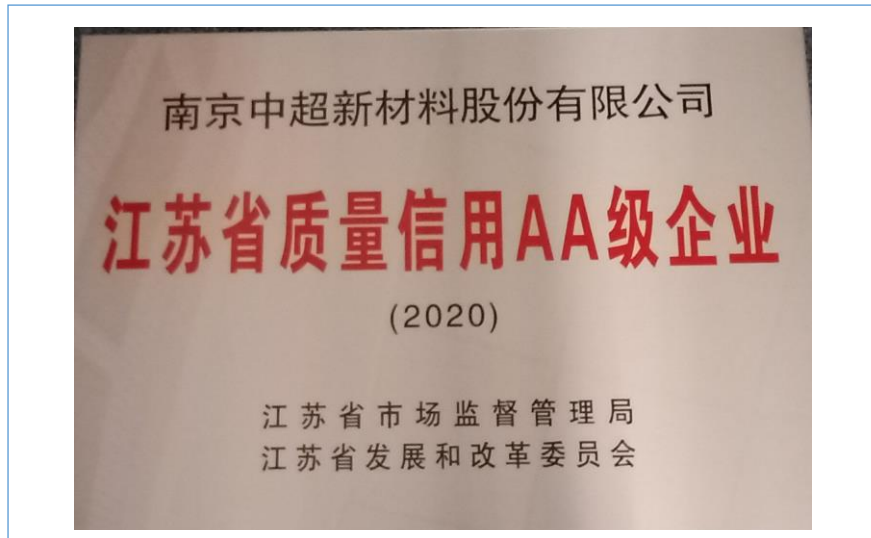 南京中超新材料股份有限公司
江苏省质量信用AA级企业
(2020)
江苏省市场监督管理局
江苏省发展和改革委员会